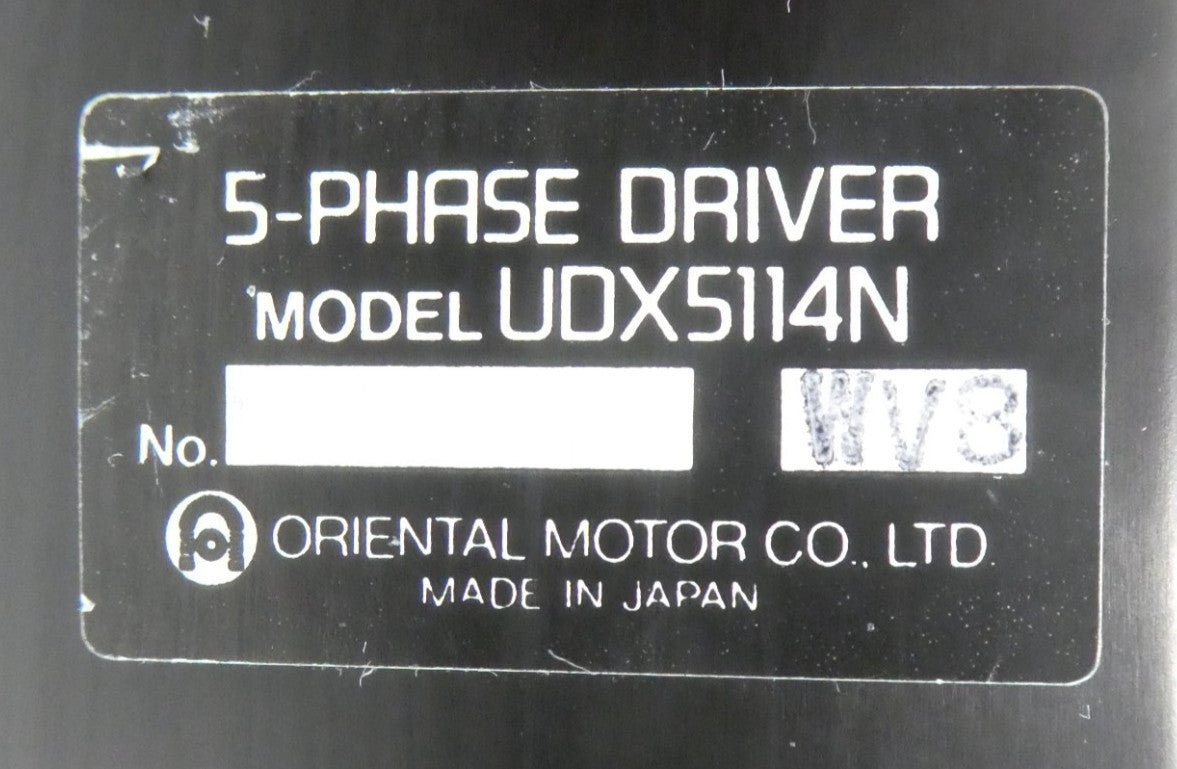 5-PHASE DRIVER
MODEL UDX5114N
No. WV8
ORIENTAL MOTOR CO., LTD.
MADE IN JAPAN